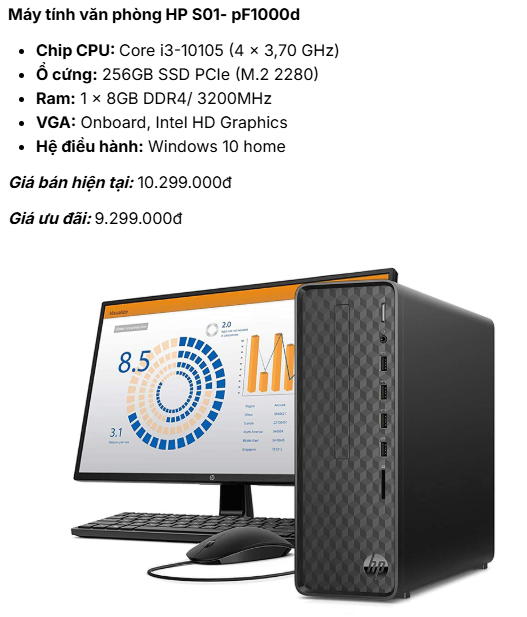 Máy tính văn phòng HP S01- pF1000d
Chip CPU: Core i3-10105 (4 x 3,70 GHz)
Ổ cứng: 256GB SSD PCIe (M.2 2280)
Ram: 1 x 8GB DDR4/ 3200MHz
VGA: Onboard, Intel HD Graphics
Hệ điều hành: Windows 10 home
Giá bán hiện tại: 10.299.000đ
Giá ưu đãi: 9.299.000đ
Visualize
2.0
8.5
3.1
hp